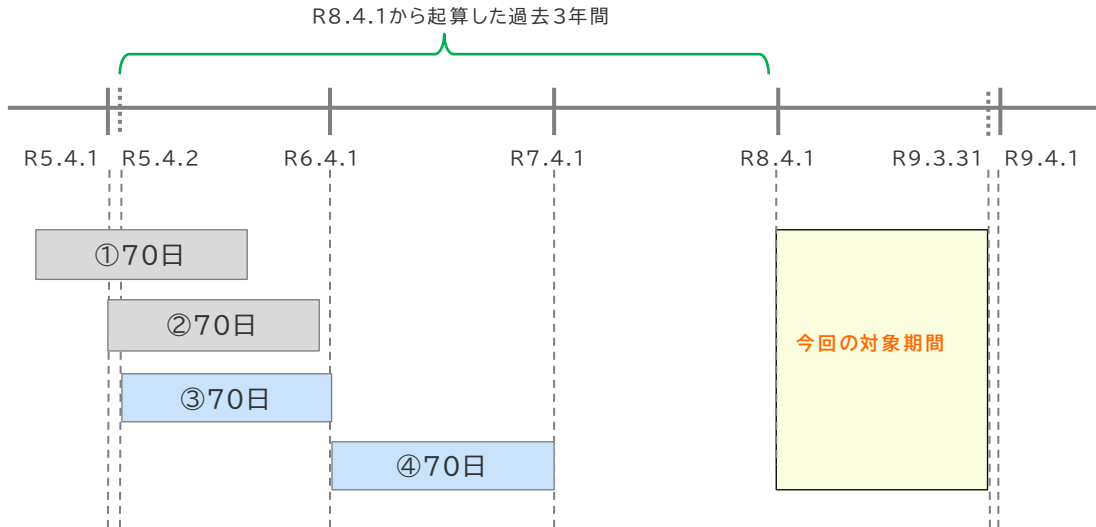 R8.4.1から起算した過去3年間
R5.4.1 R5.4.2 R6.4.1 R7.4.1 R8.4.1 R9.3.31 R9.4.1
①70日
②70日
今回の対象期間
③70日
④70日